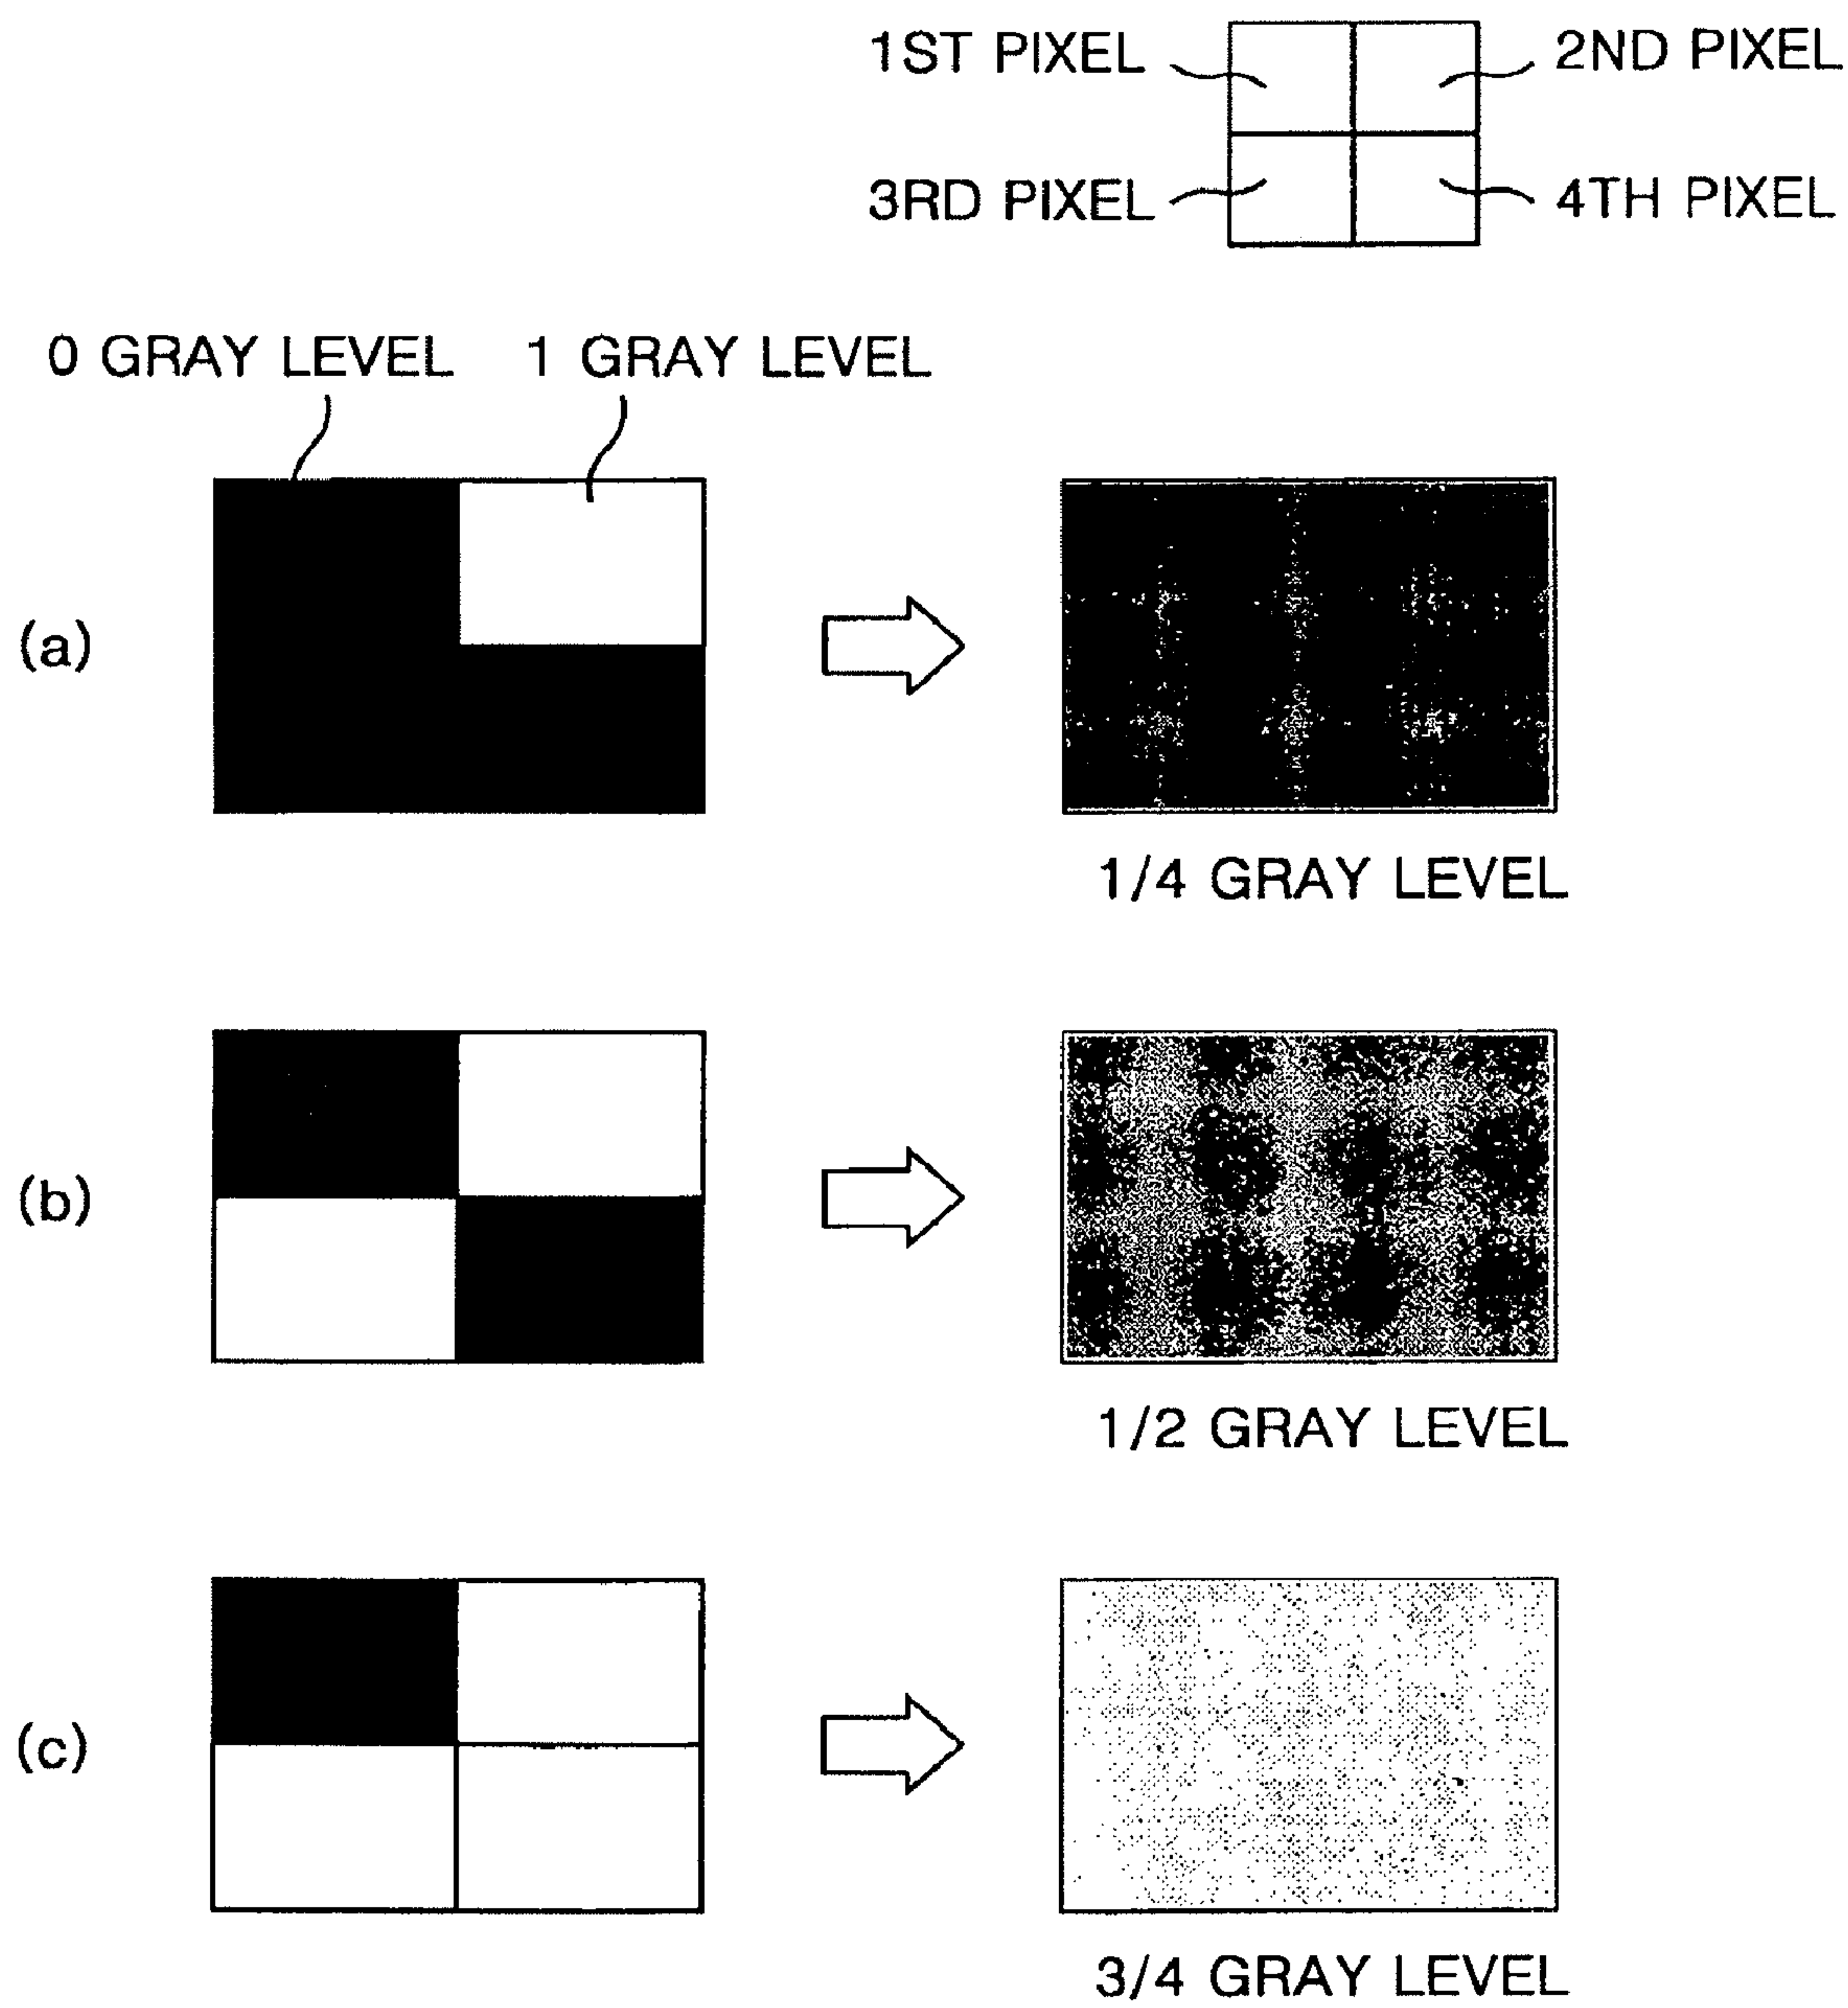 1ST PIXEL 2ND PIXEL
3RD PIXEL 4TH PIXEL
0 GRAY LEVEL 1 GRAY LEVEL
(a)
1/4 GRAY LEVEL
(b)
1/2 GRAY LEVEL
(c)
3/4 GRAY LEVEL